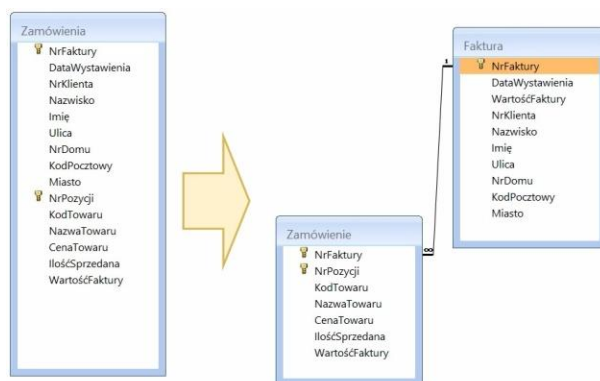 Zamówienia
NrFaktury
DataWystawienia
NrKlienta
Nazwisko
Imię
Ulica
NrDomu
KodPocztowy
Miasto
NrPozycji
KodTowaru
NazwaTowaru
CenaTowaru
IlośćSprzedana
WartośćFaktury
Zamówienie
NrFaktury
NrPozycji
KodTowaru
NazwaTowaru
CenaTowaru
IlośćSprzedana
WartośćFaktury
∞
1
Faktura
NrFaktury
DataWystawienia
WartośćFaktury
NrKlienta
Nazwisko
Imię
Ulica
NrDomu
KodPocztowy
Miasto